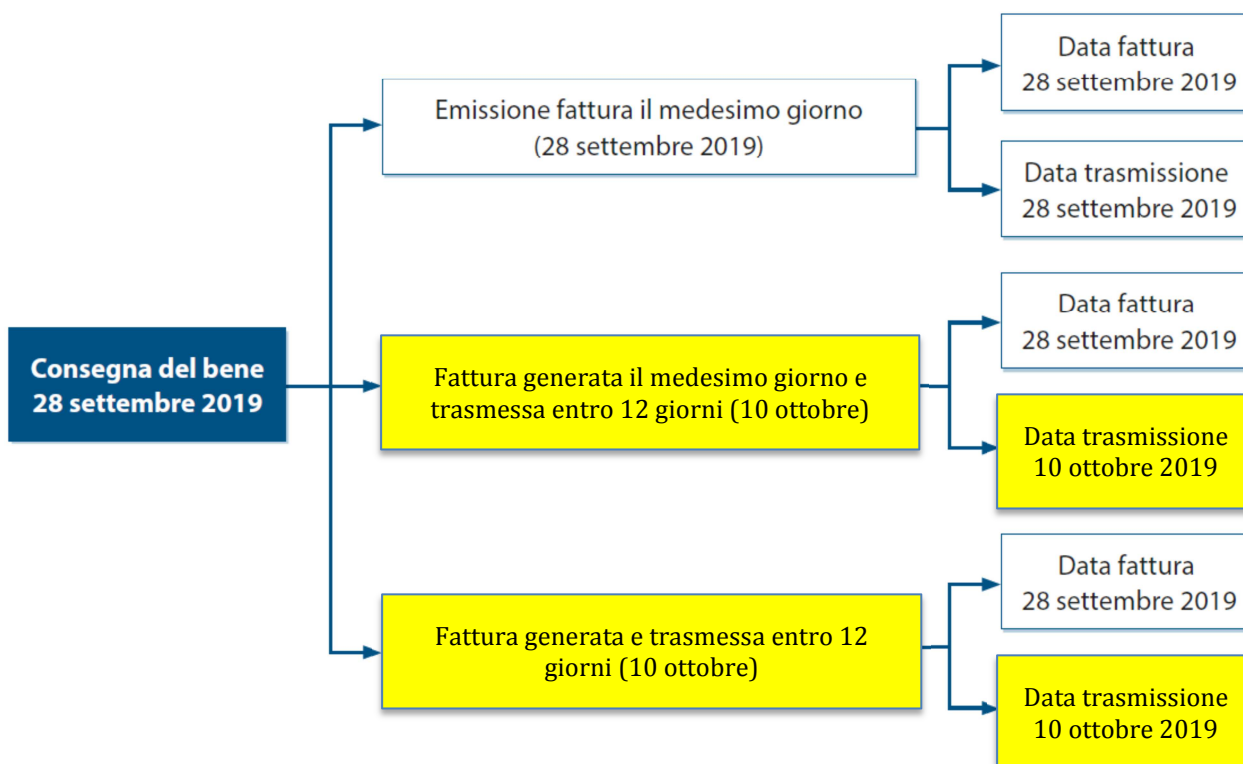 Data fattura
28 settembre 2019
Emissione fattura il medesimo giorno
(28 settembre 2019)
Data trasmissione
28 settembre 2019
Data fattura
28 settembre 2019
Consegna del bene
28 settembre 2019
Fattura generata il medesimo giorno e
trasmessa entro 12 giorni (10 ottobre)
Data trasmissione
10 ottobre 2019
Data fattura
28 settembre 2019
Fattura generata e trasmessa entro 12
giorni (10 ottobre)
Data trasmissione
10 ottobre 2019